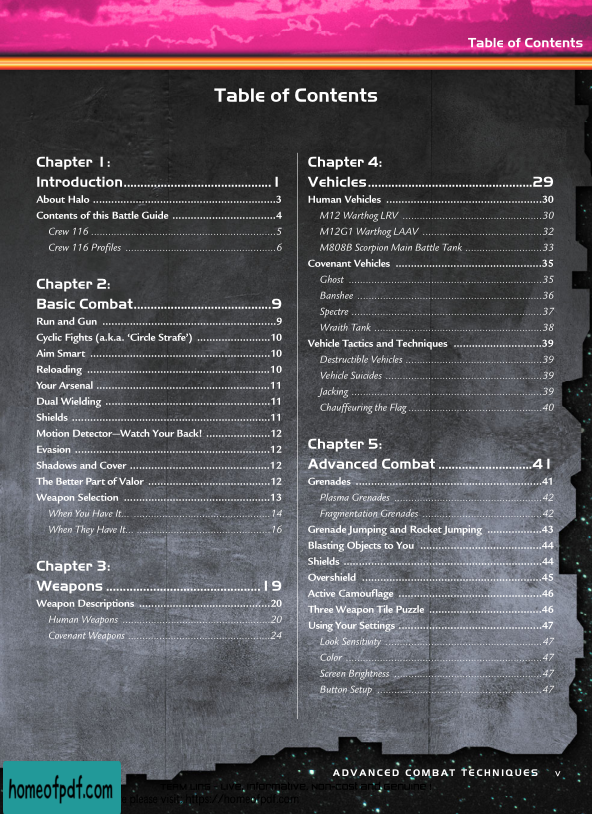 Table of Contents
Table of Contents
Chapter 1:
Introduction.......................................1
About Halo ............................................................3
Contents of this Battle Guide ..................................4
Crew 116 .............................................................5
Crew 116 Profiles ..................................................6
Chapter 2:
Basic Combat....................................9
Run and Gun .........................................................9
Cyclic Fights (a.k.a. ‘Circle Strafe’) ........................10
Aim Smart ...........................................................10
Reloading ............................................................10
Your Arsenal .........................................................11
Dual Wielding ......................................................11
Shields .................................................................11
Motion Detector—Watch Your Back! .....................12
Evasion ................................................................12
Shadows and Cover ..............................................12
The Better Part of Valor ........................................12
Weapon Selection ................................................13
When You Have It.................................................14
When They Have It................................................16
Chapter 3:
Weapons ........................................19
Weapon Descriptions ...........................................20
Human Weapons .................................................20
Covenant Weapons ..............................................24
Chapter 4:
Vehicles...........................................29
Human Vehicles ...................................................30
M12 Warthog LRV ...............................................30
M12G1 Warthog LAAV ........................................32
M808B Scorpion Main Battle Tank .........................33
Covenant Vehicles ................................................35
Ghost .................................................................35
Banshee ..............................................................36
Spectre ...............................................................37
Wraith Tank ........................................................38
Vehicle Tactics and Techniques .............................39
Destructible Vehicles ............................................39
Vehicle Suicides ...................................................39
Jacking ................................................................39
Chauffeuring the Flag ...........................................40
Chapter 5:
Advanced Combat .........................41
Grenades .............................................................41
Plasma Grenades .................................................42
Fragmentation Grenades ......................................42
Grenade Jumping and Rocket Jumping ..................43
Blasting Objects to You ........................................44
Shields .................................................................44
Overshield ...........................................................45
Active Camouflage ...............................................46
Three Weapon Tile Puzzle .....................................46
Using Your Settings ...............................................47
Look Sensitivity ...................................................47
Color ..................................................................47
Screen Brightness ................................................47
Button Setup .......................................................47
ADVANCED COMBAT TECHNIQUES v
homeofpdf.com
please visit: https://homeofpdf.com